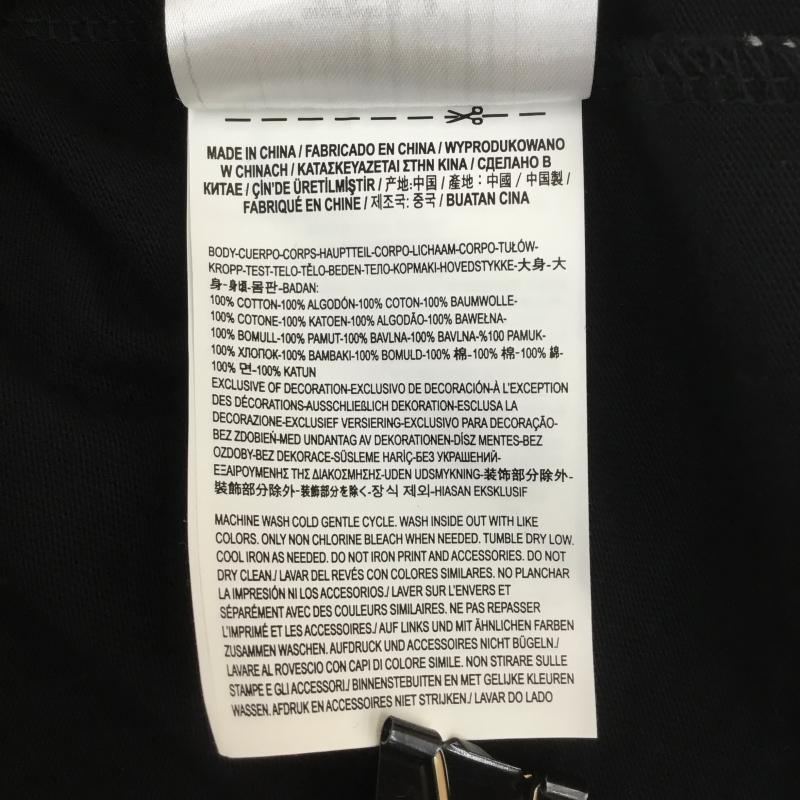 MADE IN CHINA / FABRICADO EN CHINA / WYPRODUKOWANO
W CHINACH / ΚΑΤΑΣΚΕΥΑΖΕΤΑΙ ΣΤΗΝ ΚΙΝΑ / СДЕЛАНО В
КИТАЕ / ÇİN'DE ÜRETİLMİŞTİR / 产地:中国 / 產地：中國 / 中国製 /
FABRIQUÉ EN CHINE / 제조국: 중국 / BUATAN CINA
BODY-CUERPO-CORPS-HAUPTTEIL-CORPO-LICHAAM-CORPO-TUŁÓW-
KROPP-TEST-TELO-TĚLO-BEDEN-ТЕЛО-ΚΟΡΜΑΚΙ-HOVEDSTYKKE-大身-大
身-身頃-몸판-BADAN:
100% COTTON-100% ALGODÓN-100% COTON-100% BAUMWOLLE-
100% COTONE-100% KATOEN-100% ALGODÃO-100% BAWEŁNA-
100% BOMULL-100% PAMUT-100% BAVLNA-100% BAVLNA-%100 PAMUK-
100% ХЛОПОК-100% ΒΑΜΒΑΚΙ-100% BOMULD-100% 棉-100% 棉-100% 綿-
100% 면-100% KATUN
EXCLUSIVE OF DECORATION-EXCLUSIVO DE DECORACIÓN-À L'EXCEPTION
DES DÉCORATIONS-AUSSCHLIEßLICH DEKORATION-ESCLUSA LA
DECORAZIONE-EXCLUSIEF VERSIERING-EXCLUSIVO PARA DECORAÇÃO-
BEZ ZDOBIEŃ-MED UNDANTAG AV DEKORATIONEN-DÍSZ MENTES-BEZ
OZDOBY-BEZ DEKORACE-SÜSLEME HARİÇ-БЕЗ УКРАШЕНИЙ-
ΕΞΑΙΡΟΥΜΕΝΗΣ ΤΗΣ ΔΙΑΚΟΣΜΗΣΗΣ-UDEN UDSMYKNING-装饰部分除外-
裝飾部分除外-装飾部分を除く-장식 제외-HIASAN EKSKLUSIF
MACHINE WASH COLD GENTLE CYCLE. WASH INSIDE OUT WITH LIKE
COLORS. ONLY NON CHLORINE BLEACH WHEN NEEDED. TUMBLE DRY LOW.
COOL IRON AS NEEDED. DO NOT IRON PRINT AND ACCESSORIES. DO NOT
DRY CLEAN./ LAVAR DEL REVÉS CON COLORES SIMILARES. NO PLANCHAR
LA IMPRESIÓN NI LOS ACCESORIOS./ LAVER SUR L'ENVERS ET
SÉPARÉMENT AVEC DES COULEURS SIMILAIRES. NE PAS REPASSER
L'IMPRIMÉ ET LES ACCESSOIRES./ AUF LINKS UND MIT ÄHNLICHEN FARBEN
ZUSAMMEN WASCHEN. AUFDRUCK UND ACCESSOIRES NICHT BÜGELN./
LAVARE AL ROVESCIO CON CAPI DI COLORE SIMILE. NON STIRARE SULLE
STAMPE E GLI ACCESSORI./ BINNENSTEBUITEN EN MET GELIJKE KLEUREN
WASSEN. AFDRUK EN ACCESSOIRES NIET STRIJKEN./ LAVAR DO LADO